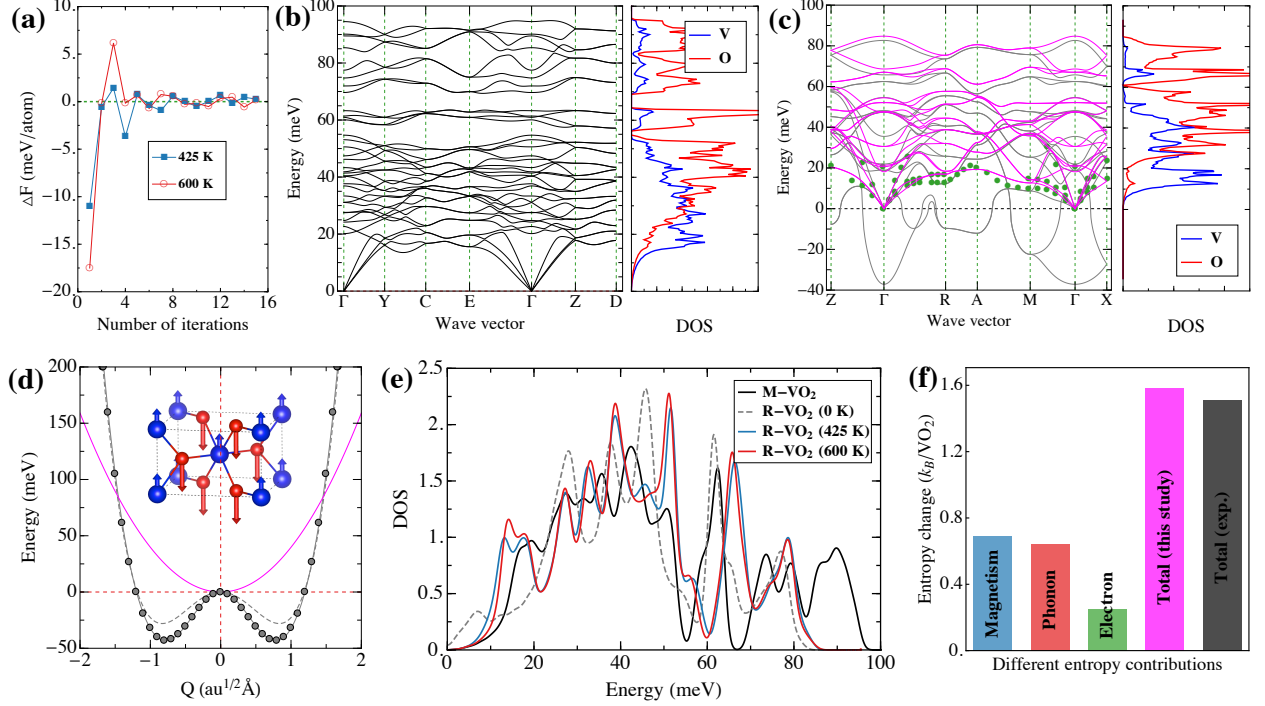 (a)
10.
5.
0
−5.
−10.
−15.
−20
0
4
8
12
16
ΔF (meV/atom)
Number of iterations
425 K
600 K
(b)
100
80
60
40
20
0
Energy (meV)
Γ Y C E Γ Z D
Wave vector
V
O
DOS
(c)
100
80
60
40
20
0
−20
−40
Energy (meV)
Z Γ R A M Γ X
Wave vector
V
O
DOS
(d)
200
150
100
50
0
−50
−2 −1 0 1 2
Energy (meV)
Q (au1/2Å)
(e)
2.5
2
1.5
1
0.5
0
0 20 40 60 80 100
DOS
Energy (meV)
M−VO2
R−VO2 (0 K)
R−VO2 (425 K)
R−VO2 (600 K)
(f)
1.6
1.2
0.8
0.4
0.
Entropy change (kB/VO2)
Magnetism
Phonon
Electron
Total (this study)
Total (exp.)
Different entropy contributions